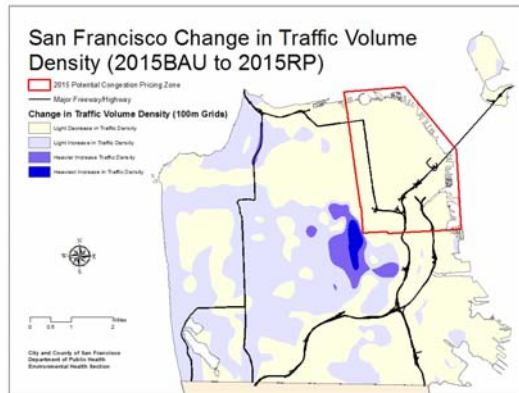 San Francisco Change in Traffic Volume
Density (2015BAU to 2015RP)
2015 Potential Congestion Pricing Zone
Major Freeway/Highway
Change in Traffic Volume Density (100m Grids)
Light Decrease in Traffic Density
Light Increase in Traffic Density
Heavier Increase in Traffic Density
Heaviest Increase in Traffic Density
N
W
E
S
Miles
0 0.5 1 2
City and County of San Francisco
Department of Public Health
Environmental Health Section